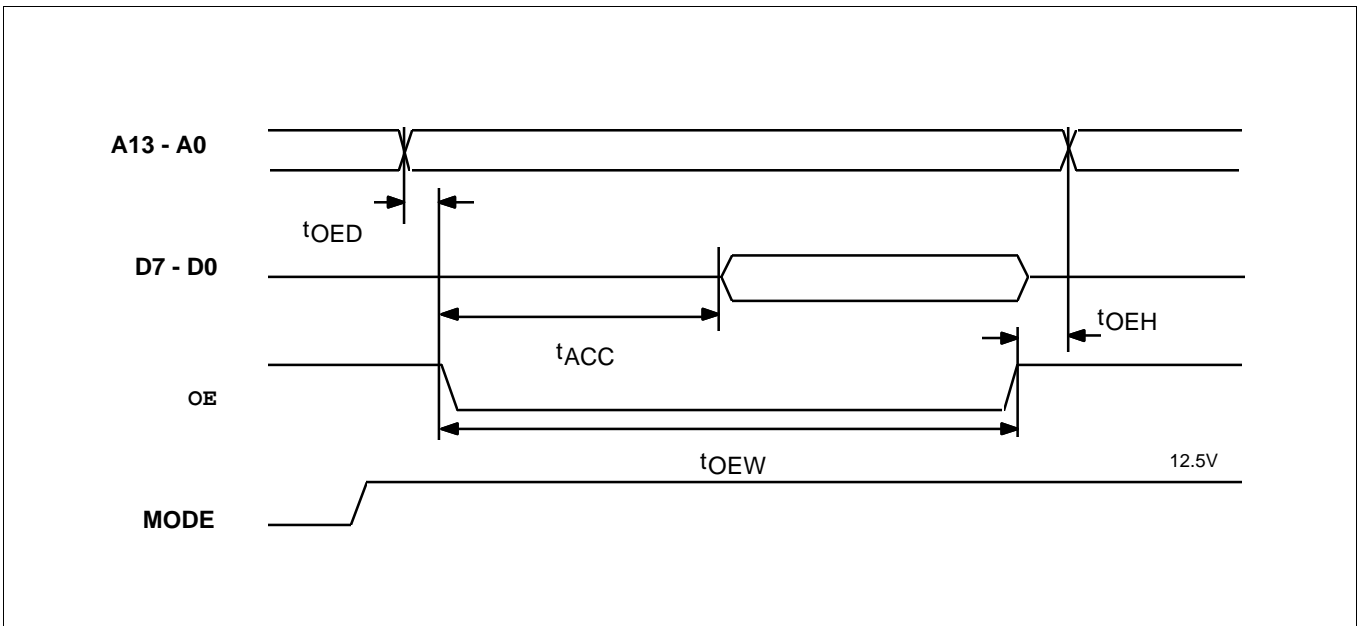 A13 - A0
tOED
D7 - D0
tOEH
tACC
OE
tOEW
12.5V
MODE